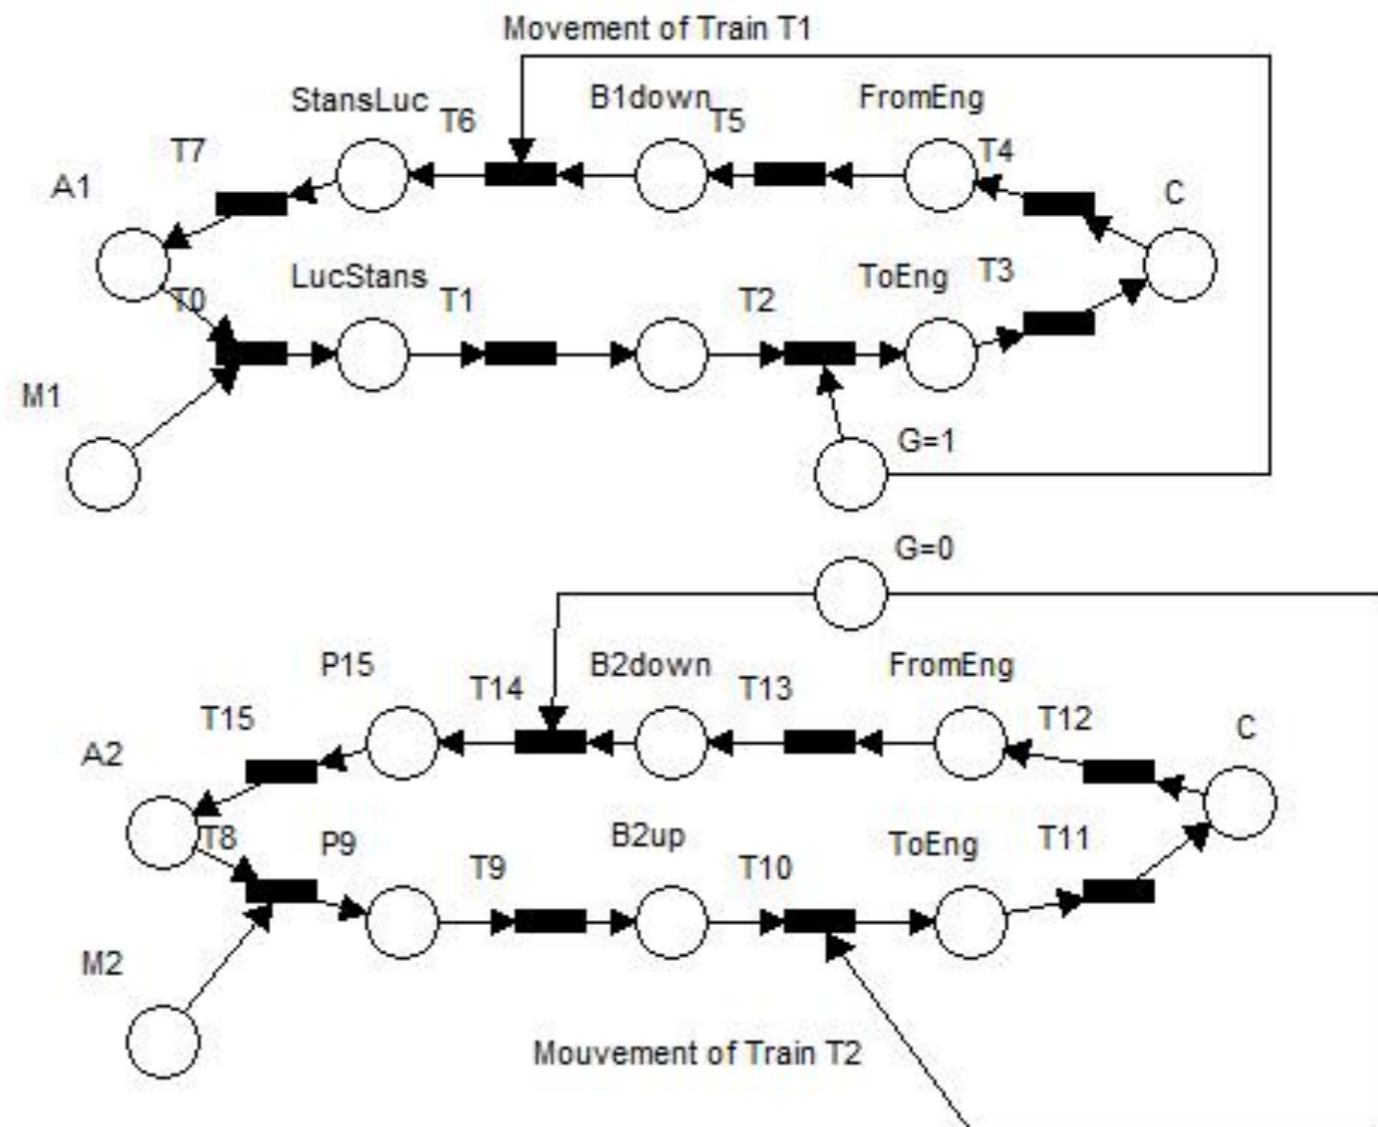 Movement of Train T1
StansLuc
T6
B1down
T5
FromEng
T7
T4
A1
C
T0
LucStans
T1
T2
ToEng
T3
M1
G=1
G=0
P15
T14
B2down
T13
FromEng
T15
T12
A2
C
T8
P9
T9
B2up
T10
ToEng
T11
M2
Mouvement of Train T2